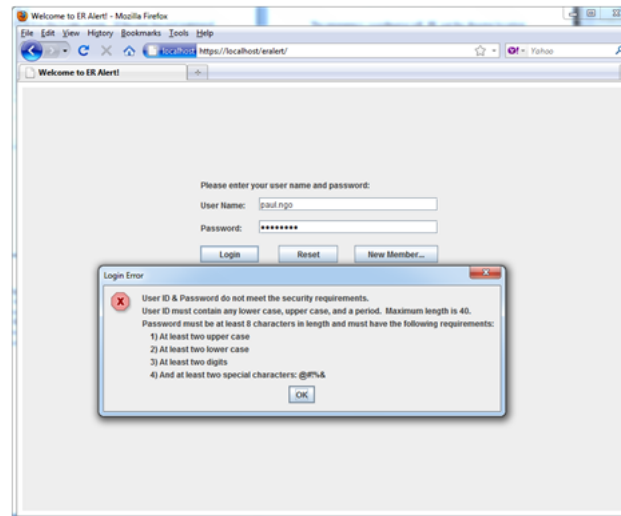 Welcome to ER Alert! - Mozilla Firefox
File Edit View History Bookmarks Tools Help
localhost https://localhost/eralert/
Yahoo
Welcome to ER Alert!
Please enter your user name and password:
User Name: paul.ngo
Password: ••••••••
Login Reset New Member...
Login Error
User ID & Password do not meet the security requirements.
User ID must contain any lower case, upper case, and a period. Maximum length is 40.
Password must be at least 8 characters in length and must have the following requirements:
1) At least two upper case
2) At least two lower case
3) At least two digits
4) And at least two special characters: @#!%&
OK